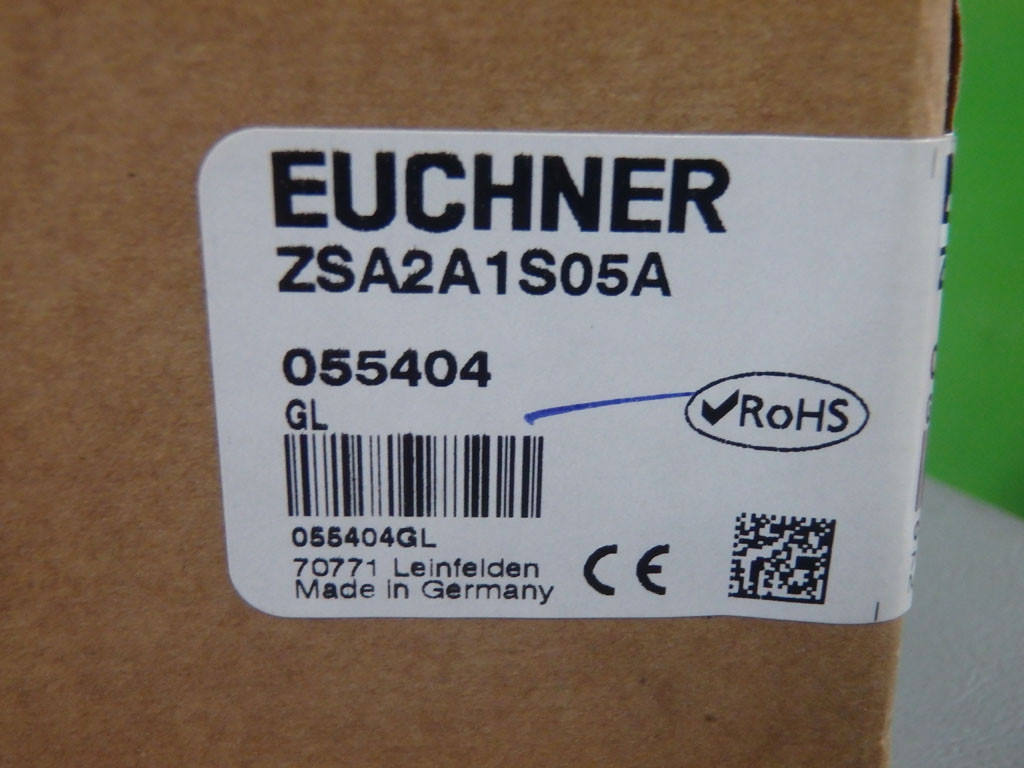 EUCHNER
ZSA2A1S05A
055404
GL
RoHS
055404GL
70771 Leinfelden
Made in Germany
CE